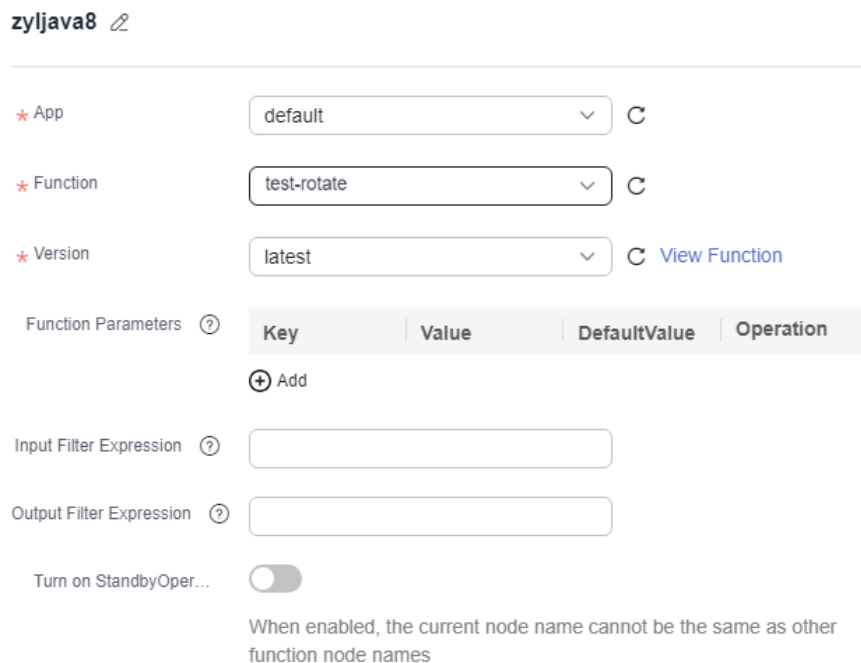 zyljava8
* App
default
* Function
test-rotate
* Version
latest
View Function
Function Parameters ?
Key Value DefaultValue Operation
Add
Input Filter Expression ?
Output Filter Expression ?
Turn on StandbyOper...
When enabled, the current node name cannot be the same as other
function node names